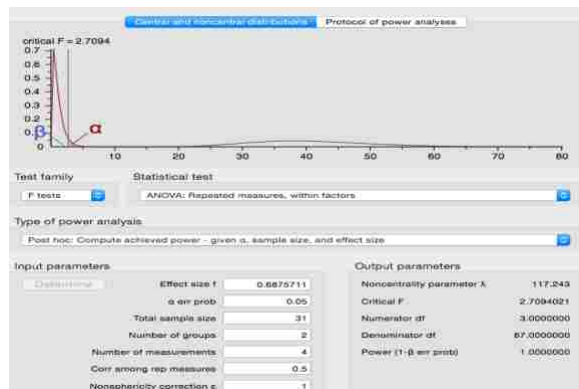 Central and noncentral distributions Protocol of power analyses
critical F = 2.7094
0.7
0.6
0.5
0.4
0.3
0.2
0.1
0
β
α
10 20 30 40 50 60 70 80
Test family Statistical test
F tests ANOVA: Repeated measures, within factors
Type of power analysis
Post hoc: Compute achieved power - given α, sample size, and effect size
Input parameters Output parameters
Determine Effect size f 0.6875711 Noncentrality parameter λ 117.243
α err prob 0.05 Critical F 2.7094021
Total sample size 31 Numerator df 3.0000000
Number of groups 2 Denominator df 87.0000000
Number of measurements 4 Power (1-β err prob) 1.0000000
Corr among rep measures 0.5
Nonsphericity correction ε 1